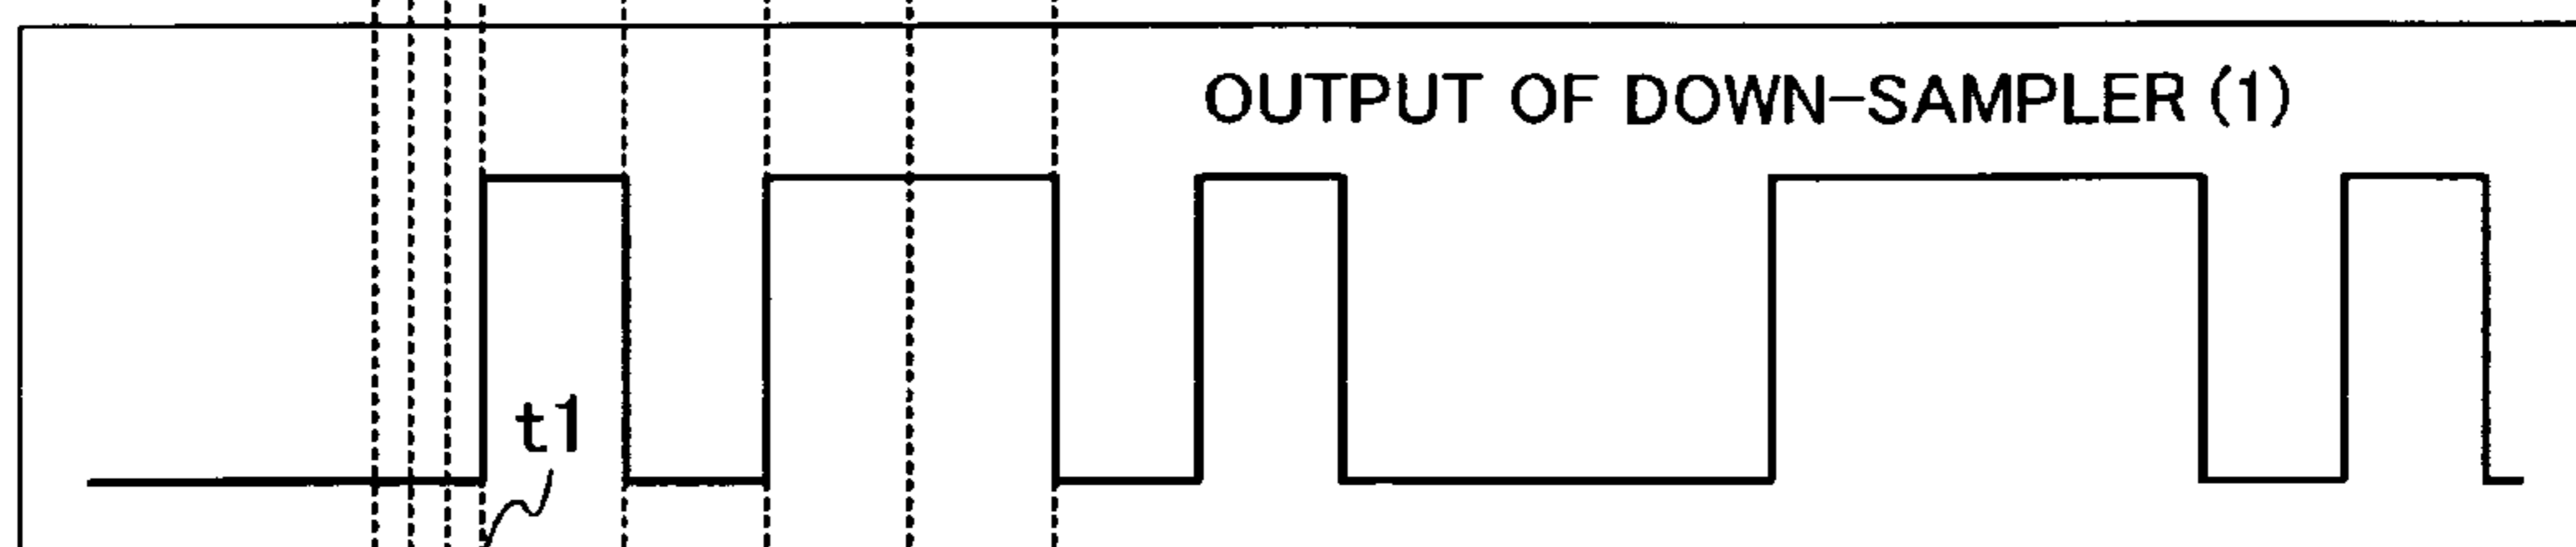 OUTPUT OF DOWN-SAMPLER (1)
t1